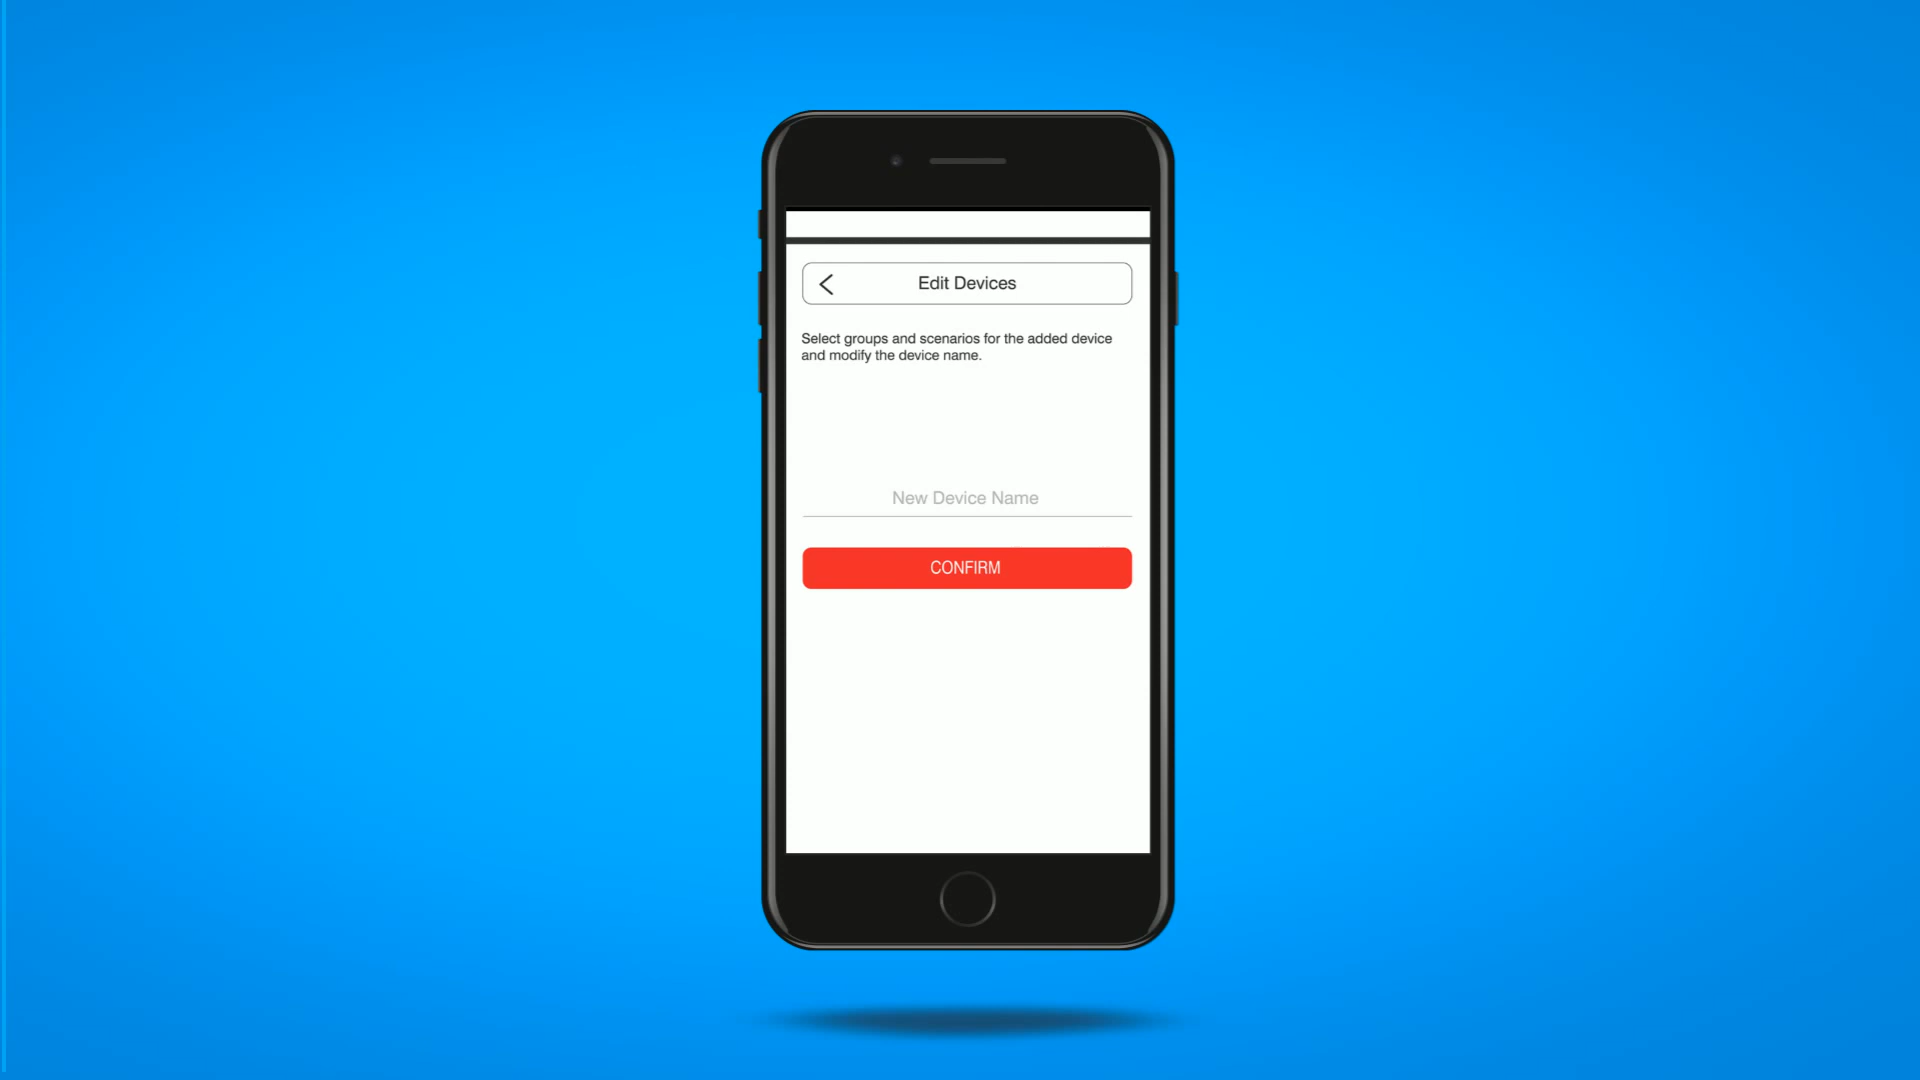 Edit Devices
Select groups and scenarios for the added device
and modify the device name.
New Device Name
CONFIRM